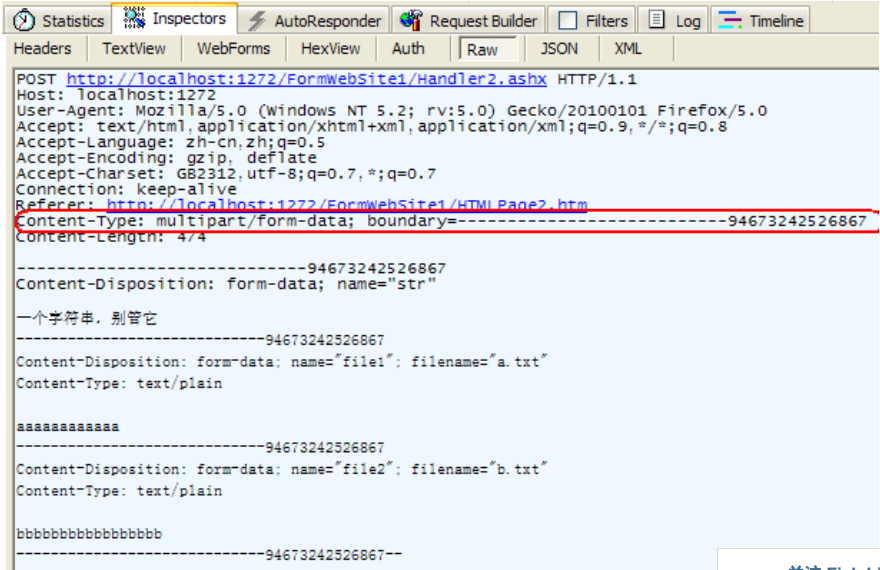 Statistics Inspectors AutoResponder Request Builder Filters Log Timeline
Headers TextView WebForms HexView Auth Raw JSON XML
POST http://localhost:1272/FormWebSite1/Handler2.ashx HTTP/1.1
Host: localhost:1272
User-Agent: Mozilla/5.0 (Windows NT 5.2; rv:5.0) Gecko/20100101 Firefox/5.0
Accept: text/html,application/xhtml+xml,application/xml;q=0.9,*/*;q=0.8
Accept-Language: zh-cn,zh;q=0.5
Accept-Encoding: gzip, deflate
Accept-Charset: GB2312,utf-8;q=0.7,*;q=0.7
Connection: keep-alive
Referer: http://localhost:1272/FormWebSite1/HTMLPage2.htm
Content-Type: multipart/form-data; boundary=---------------------------94673242526867
Content-Length: 474
-----------------------------94673242526867
Content-Disposition: form-data; name="str"
一个字符串，别管它
-----------------------------94673242526867
Content-Disposition: form-data; name="file1"; filename="a.txt"
Content-Type: text/plain
aaaaaaaaaaaa
-----------------------------94673242526867
Content-Disposition: form-data; name="file2"; filename="b.txt"
Content-Type: text/plain
bbbbbbbbbbbbbbbbb
-----------------------------94673242526867--